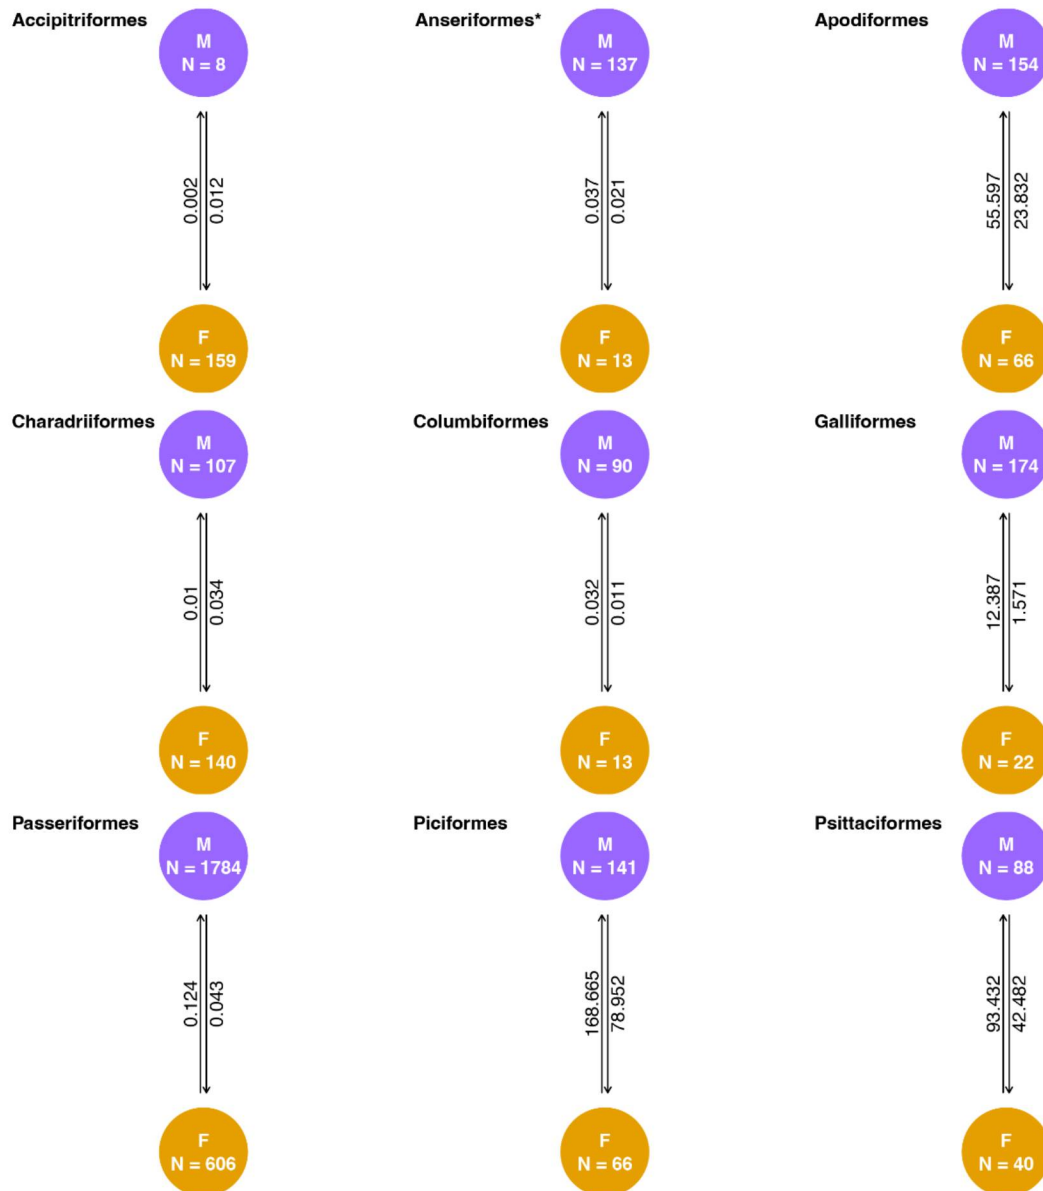 Accipitriformes
M
N = 8
0.002
0.012
F
N = 159
Anseriformes*
M
N = 137
0.037
0.021
F
N = 13
Apodiformes
M
N = 154
55.597
23.832
F
N = 66
Charadriiformes
M
N = 107
0.01
0.034
F
N = 140
Columbiformes
M
N = 90
0.032
0.011
F
N = 13
Galliformes
M
N = 174
12.387
1.571
F
N = 22
Passeriformes
M
N = 1784
0.124
0.043
F
N = 606
Piciformes
M
N = 141
168.665
78.952
F
N = 66
Psittaciformes
M
N = 88
93.432
42.482
F
N = 40